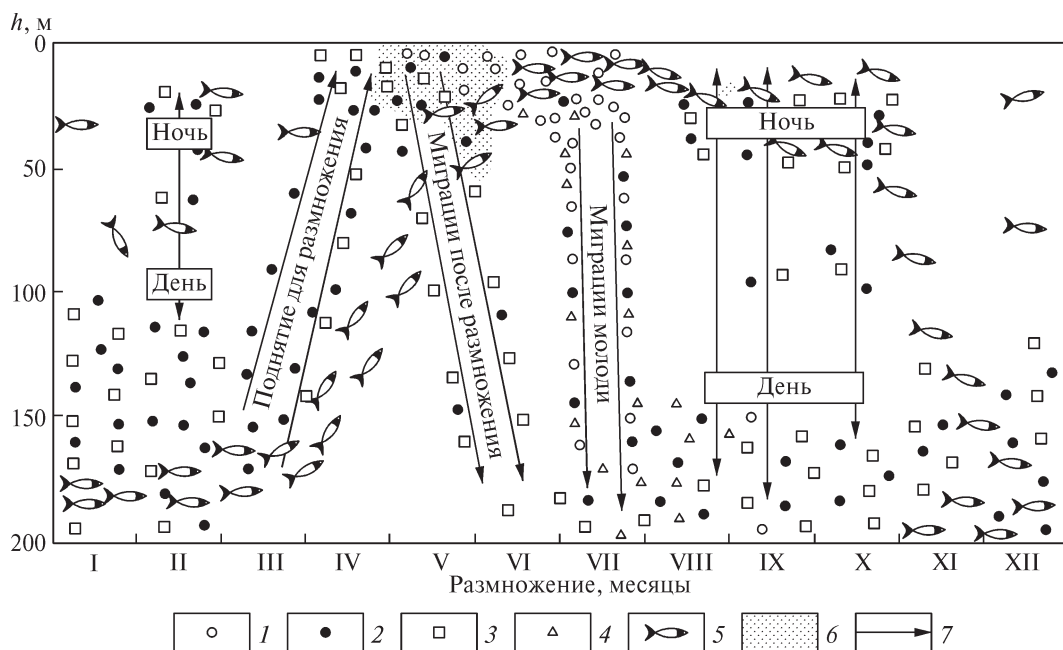 h, м
0
50
100
150
200
Ночь
День
Поднятие для размножения
Миграции после размножения
Миграции молоди
Ночь
День
I II III IV V VI VII VIII IX X XI XII
Размножение, месяцы
1 2 3 4 5 6 7